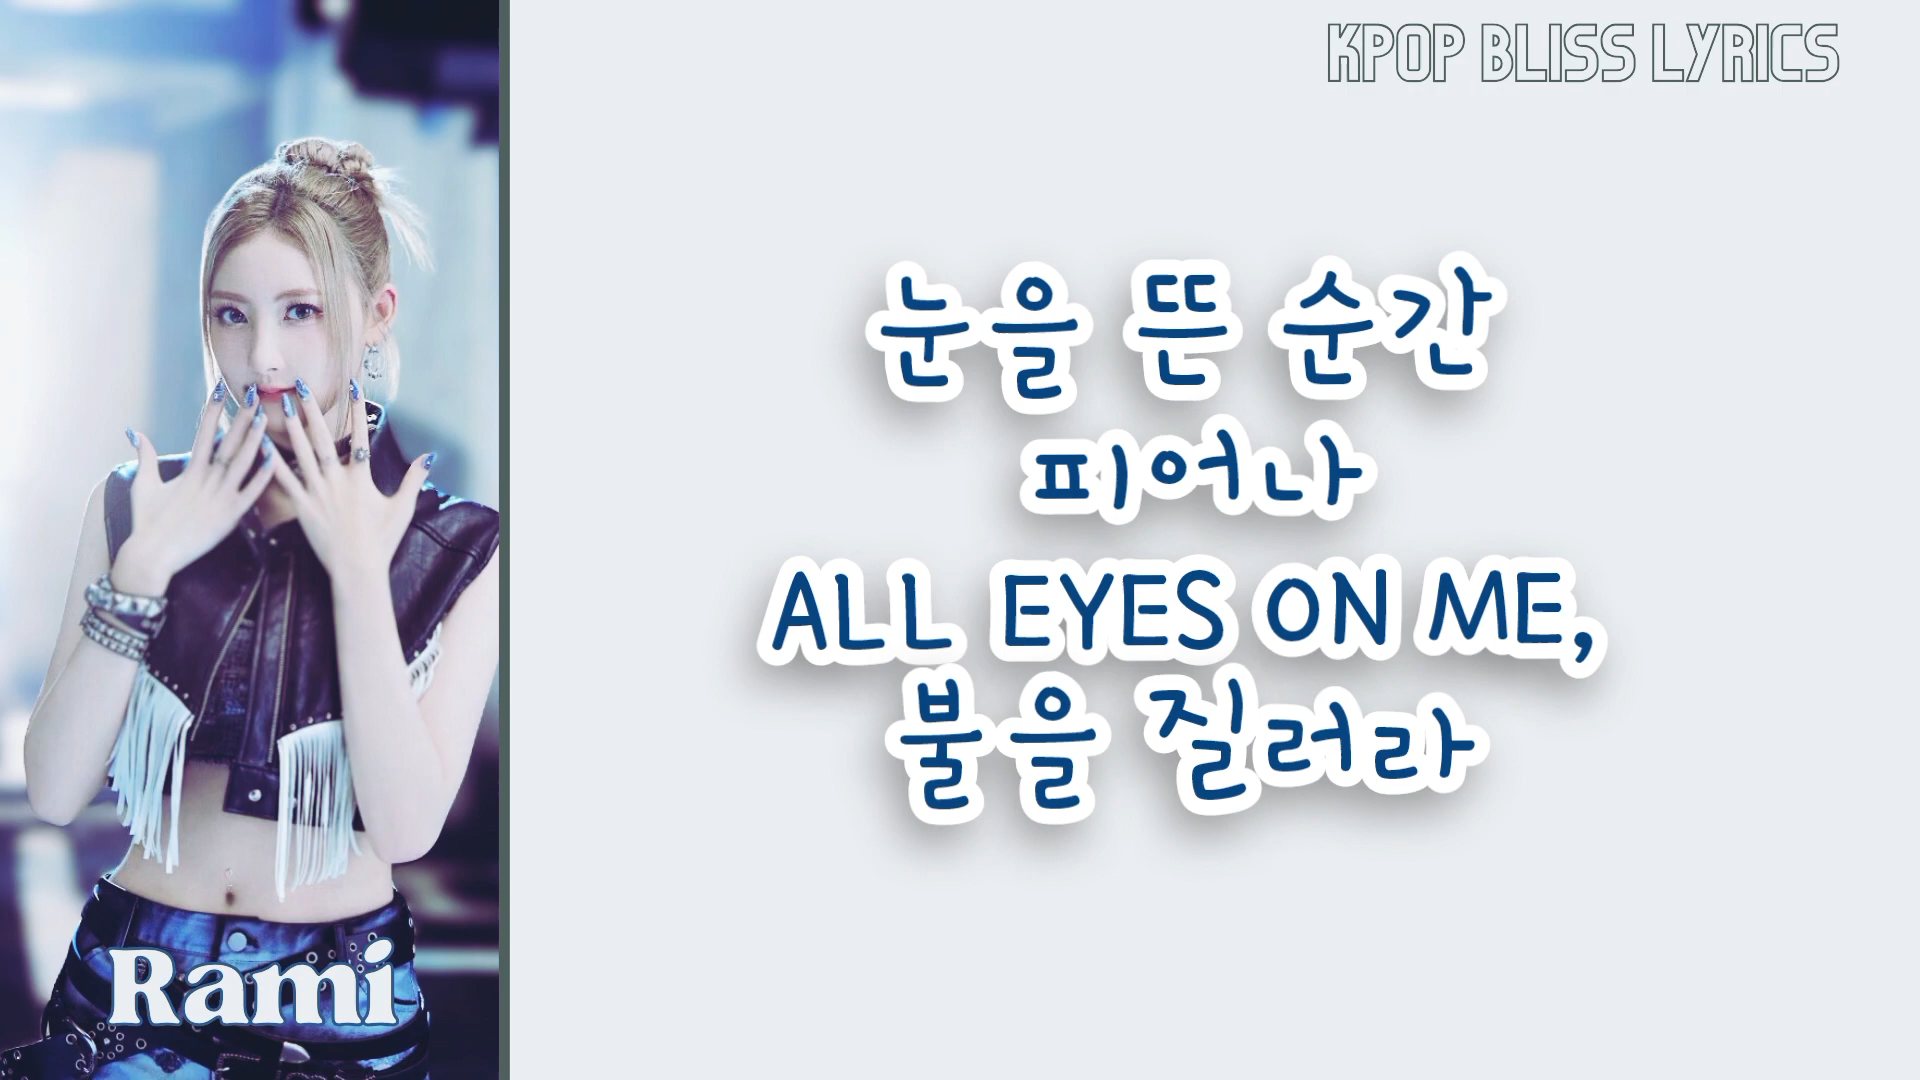 KPOP BLISS LYRICS
눈을 뜬 순간
피어나
ALL EYES ON ME,
불을 질러라
Rami